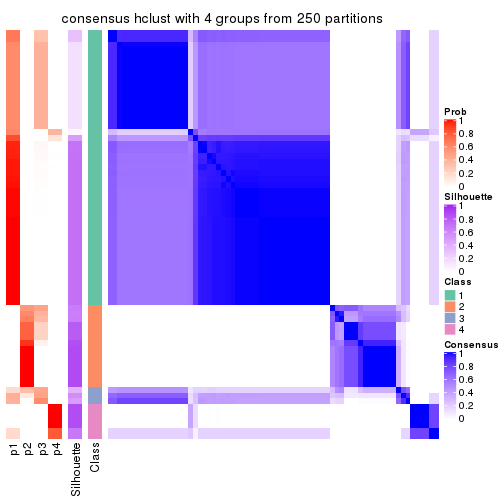 consensus hclust with 4 groups from 250 partitions
Prob
1
0.8
0.6
0.4
0.2
0
Silhouette
1
0.8
0.6
0.4
0.2
0
Class
1
2
3
4
Consensus
1
0.8
0.6
0.4
0.2
0
p1
p2
p3
p4
Silhouette
Class